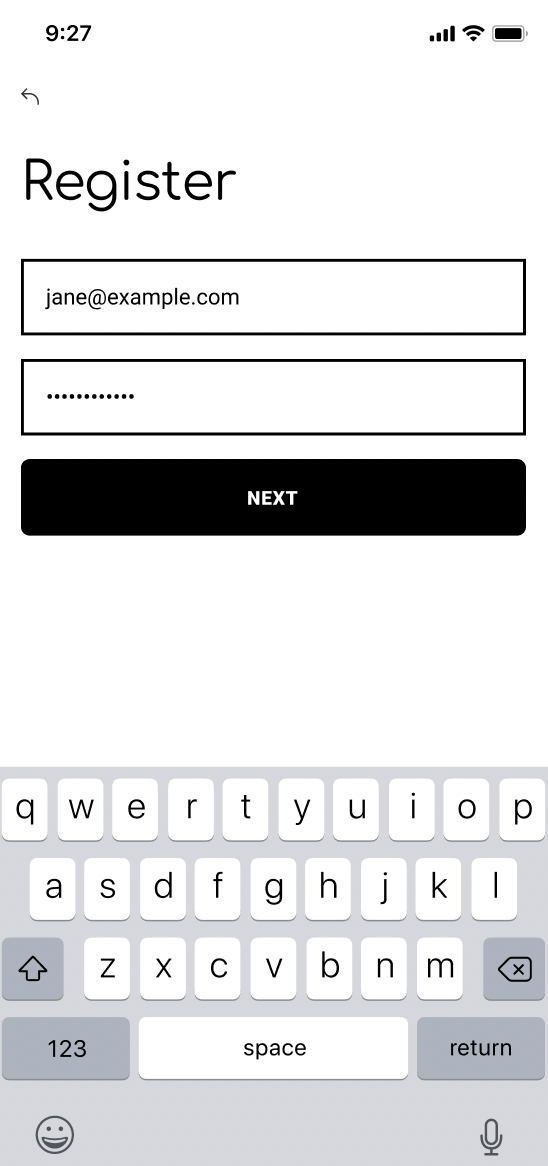 9:27
Register
jane@example.com
••••••••••••
NEXT
q w e r t y u i o p
a s d f g h j k l
z x c v b n m
123 space return